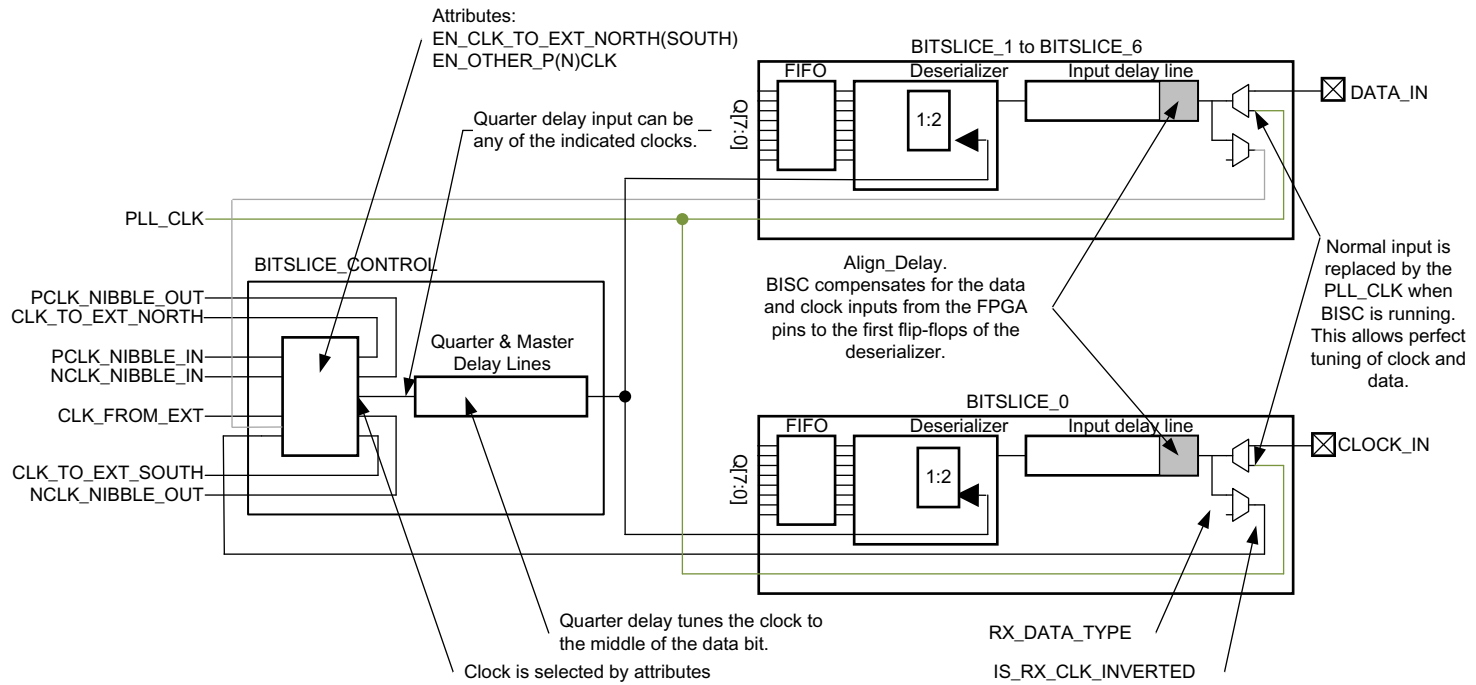 Attributes:
EN_CLK_TO_EXT_NORTH(SOUTH)
EN_OTHER_P(N)CLK
Quarter delay input can be
any of the indicated clocks.
BITSLICE_1 to BITSLICE_6
FIFO
Deserializer
Input delay line
Q[7:0]
1:2
DATA_IN
PLL_CLK
BITSLICE_CONTROL
PCLK_NIBBLE_OUT
CLK_TO_EXT_NORTH
PCLK_NIBBLE_IN
NCLK_NIBBLE_IN
CLK_FROM_EXT
CLK_TO_EXT_SOUTH
NCLK_NIBBLE_OUT
Quarter & Master
Delay Lines
Align_Delay.
BISC compensates for the data
and clock inputs from the FPGA
pins to the first flip-flops of the
deserializer.
Normal input is
replaced by the
PLL_CLK when
BISC is running.
This allows perfect
tuning of clock and
data.
BITSLICE_0
FIFO
Deserializer
Input delay line
Q[7:0]
1:2
CLOCK_IN
Quarter delay tunes the clock to
the middle of the data bit.
Clock is selected by attributes
RX_DATA_TYPE
IS_RX_CLK_INVERTED